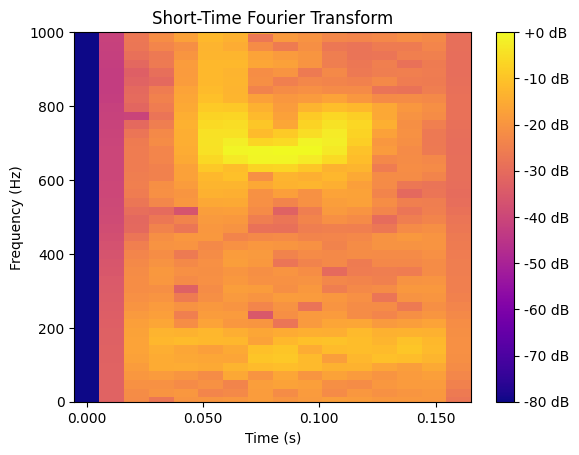 Short-Time Fourier Transform
1000
800
600
400
200
0
Frequency (Hz)
0.000
0.050
0.100
0.150
Time (s)
+0 dB
-10 dB
-20 dB
-30 dB
-40 dB
-50 dB
-60 dB
-70 dB
-80 dB